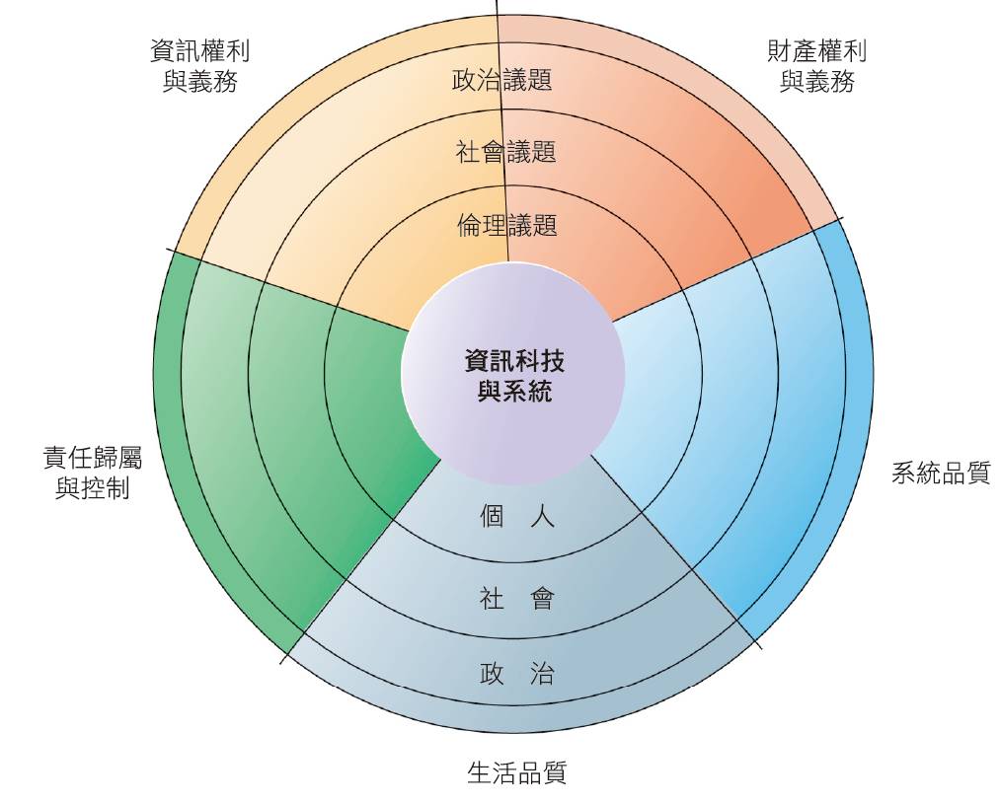 資訊權利
與義務
財產權利
與義務
政治議題
社會議題
倫理議題
資訊科技
與系統
責任歸屬
與控制
系統品質
個 人
社 會
政 治
生活品質